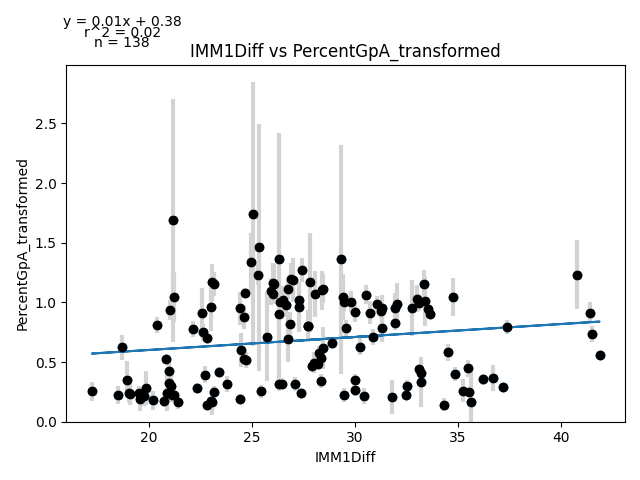 y = 0.01x + 0.38
r^2 = 0.02
n = 138
IMM1Diff vs PercentGpA_transformed
PercentGpA_transformed
2.5
2.0
1.5
1.0
0.5
0.0
20
25
30
35
40
IMM1Diff